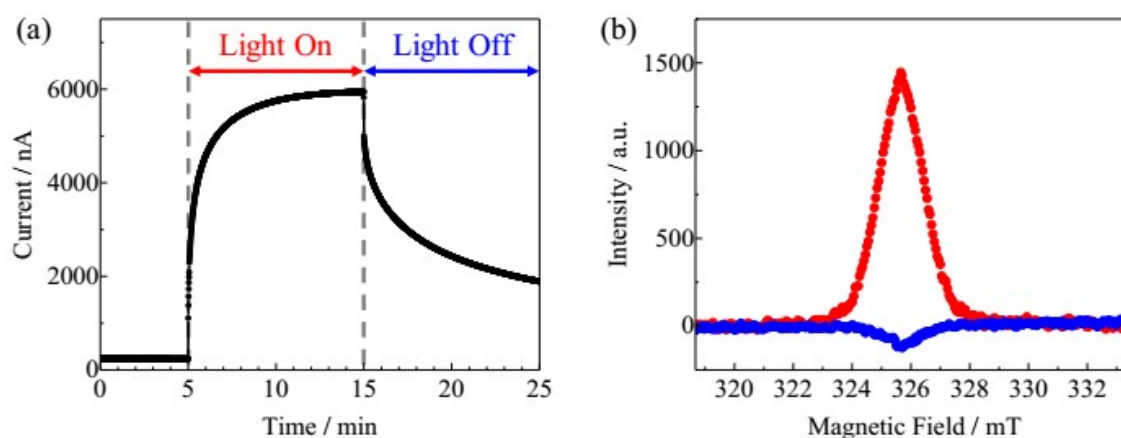 (a)
Light On
Light Off
6000
4000
2000
0
Current / nA
0 5 10 15 20 25
Time / min
(b)
1500
1000
500
0
Intensity / a.u.
320 322 324 326 328 330 332
Magnetic Field / mT